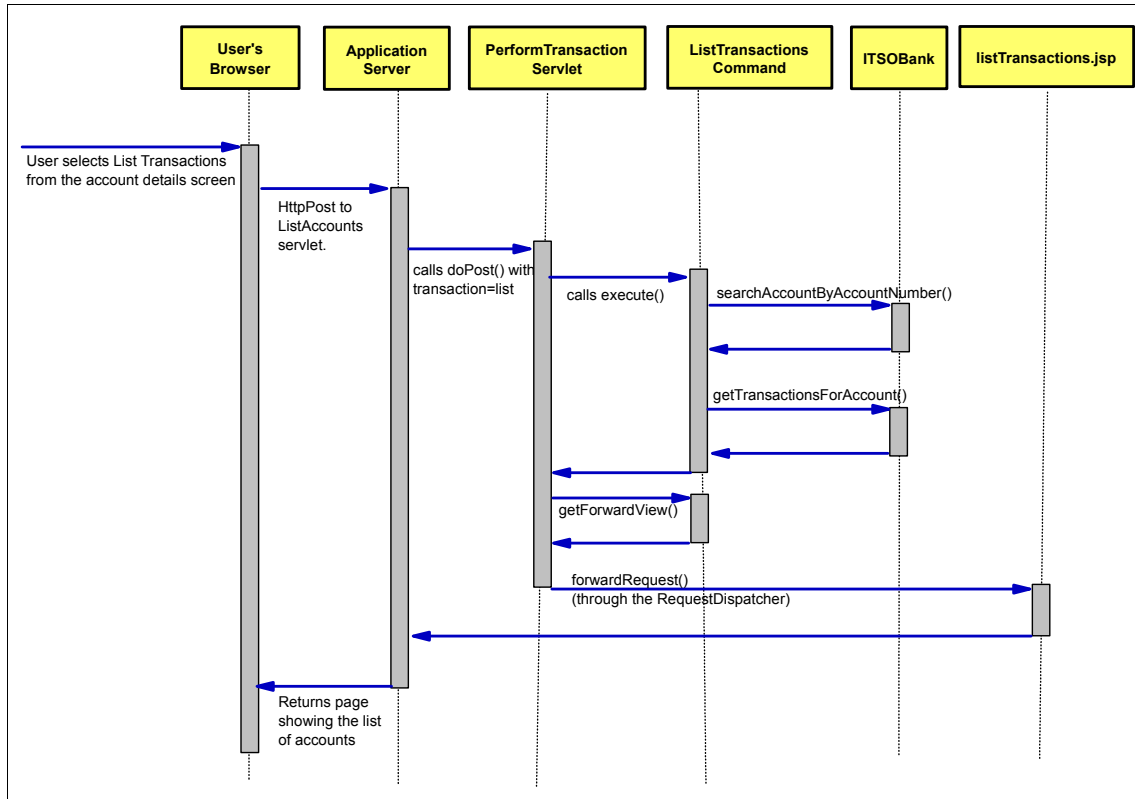 User's
Browser
Application
Server
PerformTransaction
Servlet
ListTransactions
Command
ITSOBank
listTransactions.jsp
User selects List Transactions
from the account details screen
HttpPost to
ListAccounts
servlet.
calls doPost() with
transaction=list
calls execute()
searchAccountByAccountNumber()
getTransactionsForAccount()
getForwardView()
forwardRequest()
(through the RequestDispatcher)
Returns page
showing the list
of accounts